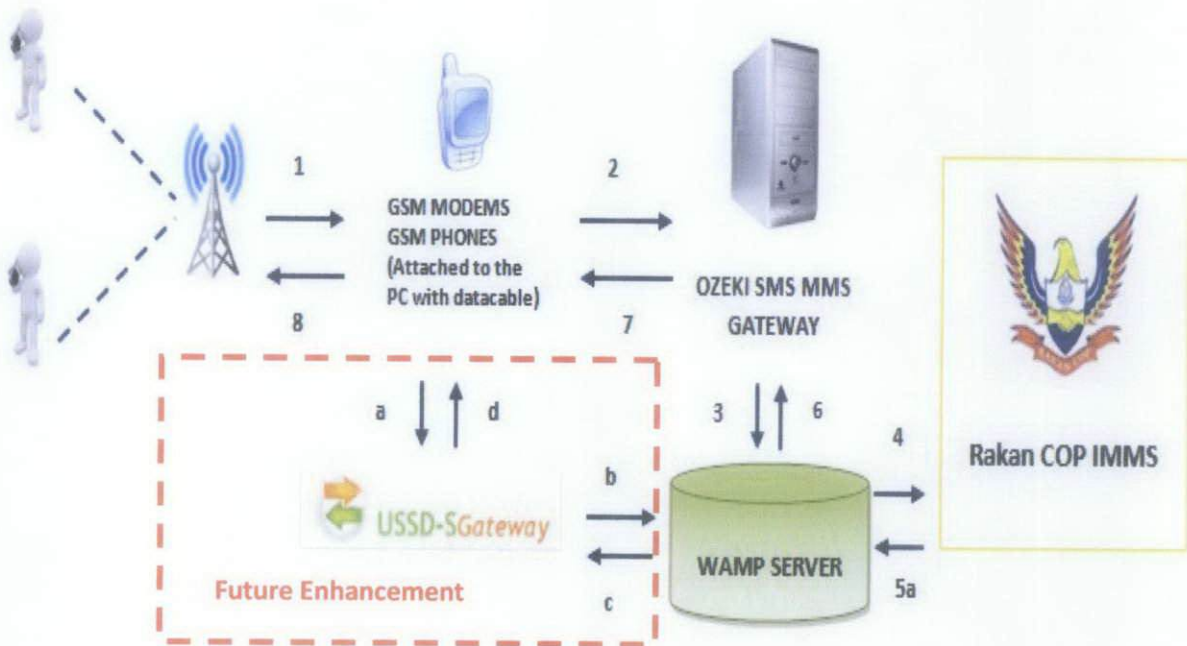 1
2
GSM MODEMS
GSM PHONES
(Attached to the
PC with datacable)
OZEKI SMS MMS
GATEWAY
8
7
a
d
3
6
4
Rakan COP IMMS
b
USSD-SGateway
WAMP SERVER
Future Enhancement
c
5a